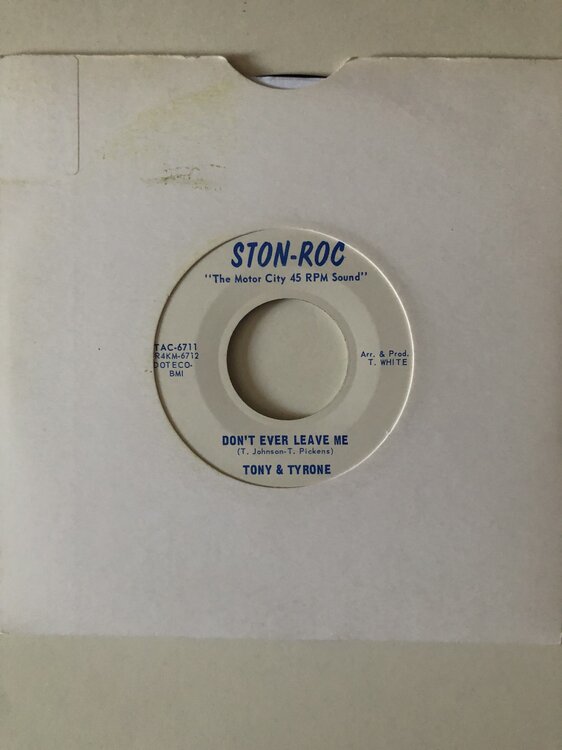 STON-ROC
"The Motor City 45 RPM Sound"
TAC-6711
R4KM-6712
DOTECO-
BMI
Arr. & Prod.
T. WHITE
DON'T EVER LEAVE ME
(T. Johnson-T. Pickens)
TONY & TYRONE